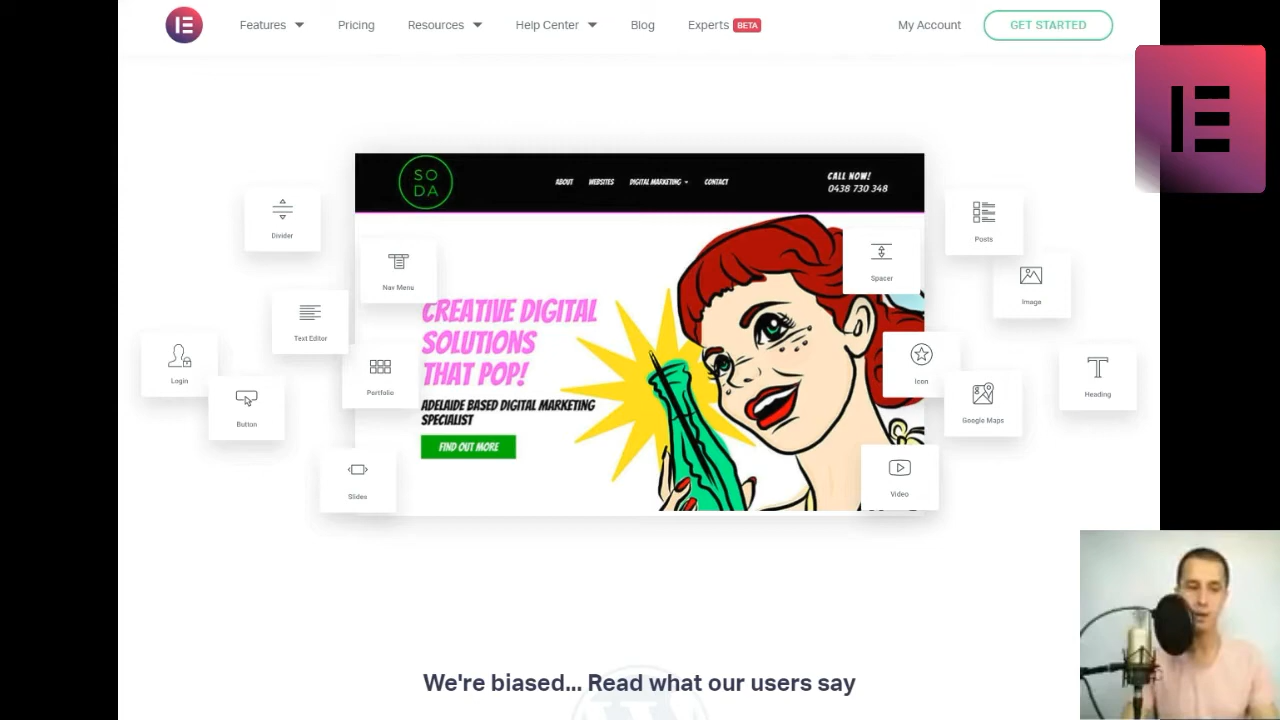 Features
Pricing
Resources
Help Center
Blog
Experts BETA
My Account
GET STARTED
SO
DA
ABOUT
WEBSITES
DIGITAL MARKETING
CONTACT
CALL NOW!
0438 730 348
Divider
Nav Menu
Text Editor
Login
Button
Portfolio
Slides
CREATIVE DIGITAL
SOLUTIONS
THAT POP!
ADELAIDE BASED DIGITAL MARKETING
SPECIALIST
FIND OUT MORE
Posts
Spacer
Image
Icon
Heading
Google Maps
Video
We're biased... Read what our users say